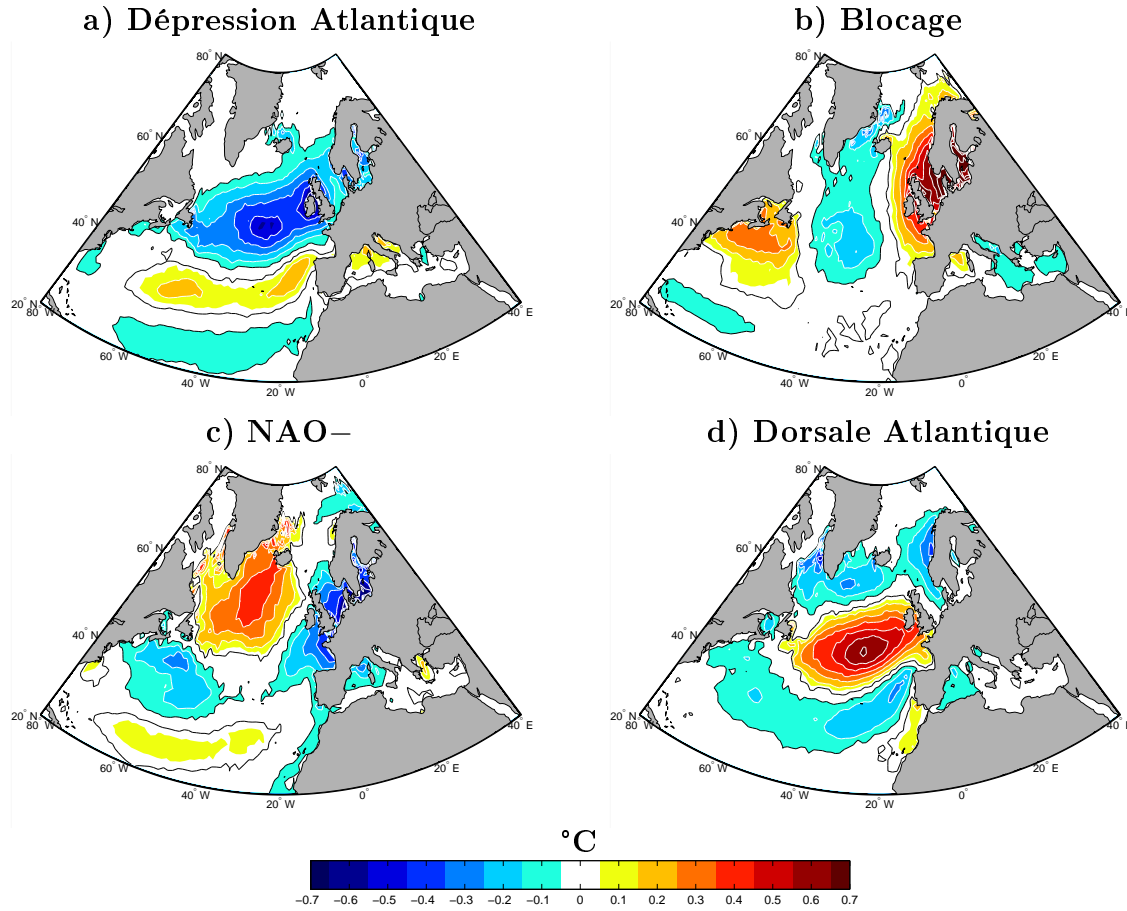 a) Dépression Atlantique
b) Blocage
80° N
60° N
40° N
20° N
80° W
60° W
40° W
20° W
0°
20° E
40° E
80° N
60° N
40° N
20° N
80° W
60° W
40° W
20° W
0°
20° E
40° E
c) NAO−
d) Dorsale Atlantique
80° N
60° N
40° N
20° N
80° W
60° W
40° W
20° W
0°
20° E
40° E
80° N
60° N
40° N
20° N
80° W
60° W
40° W
20° W
0°
20° E
40° E
°C
−0.7 −0.6 −0.5 −0.4 −0.3 −0.2 −0.1 0 0.1 0.2 0.3 0.4 0.5 0.6 0.7